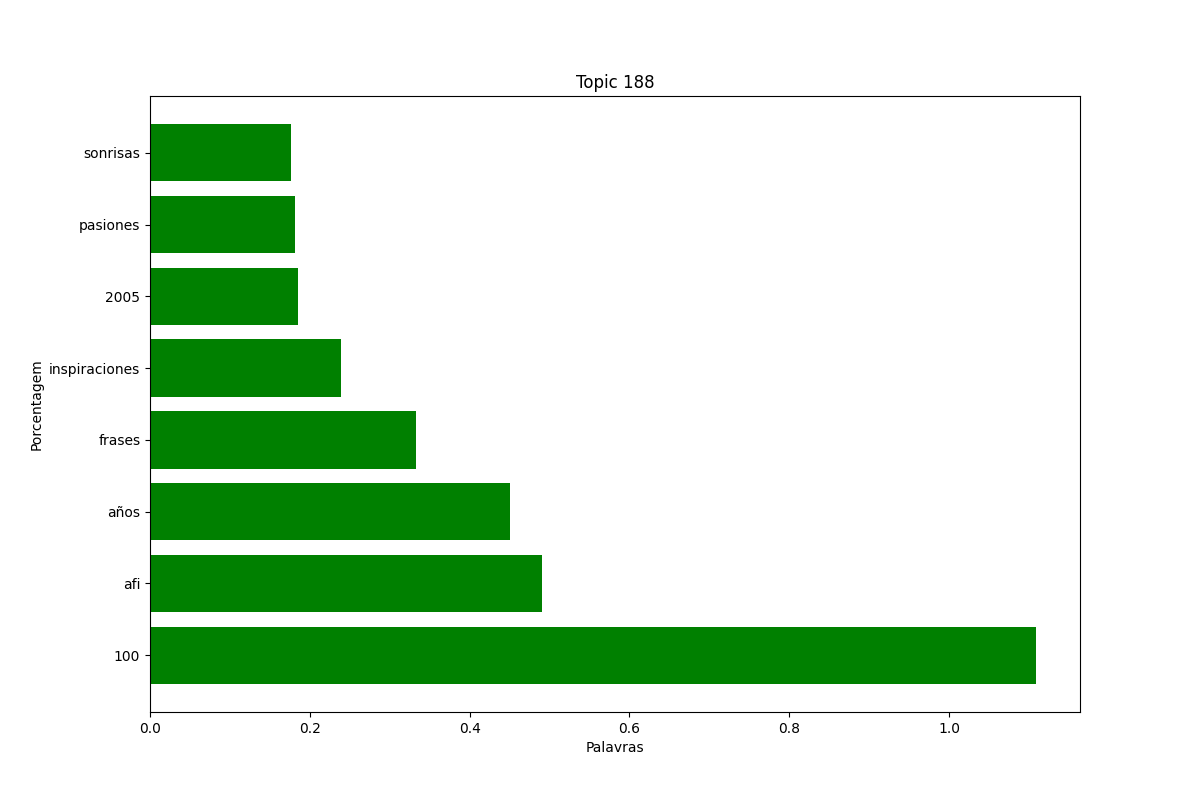 Topic 188
sonrisas
pasiones
2005
inspiraciones
Porcentagem
frases
años
afi
100
0.0 0.2 0.4 0.6 0.8 1.0
Palavras